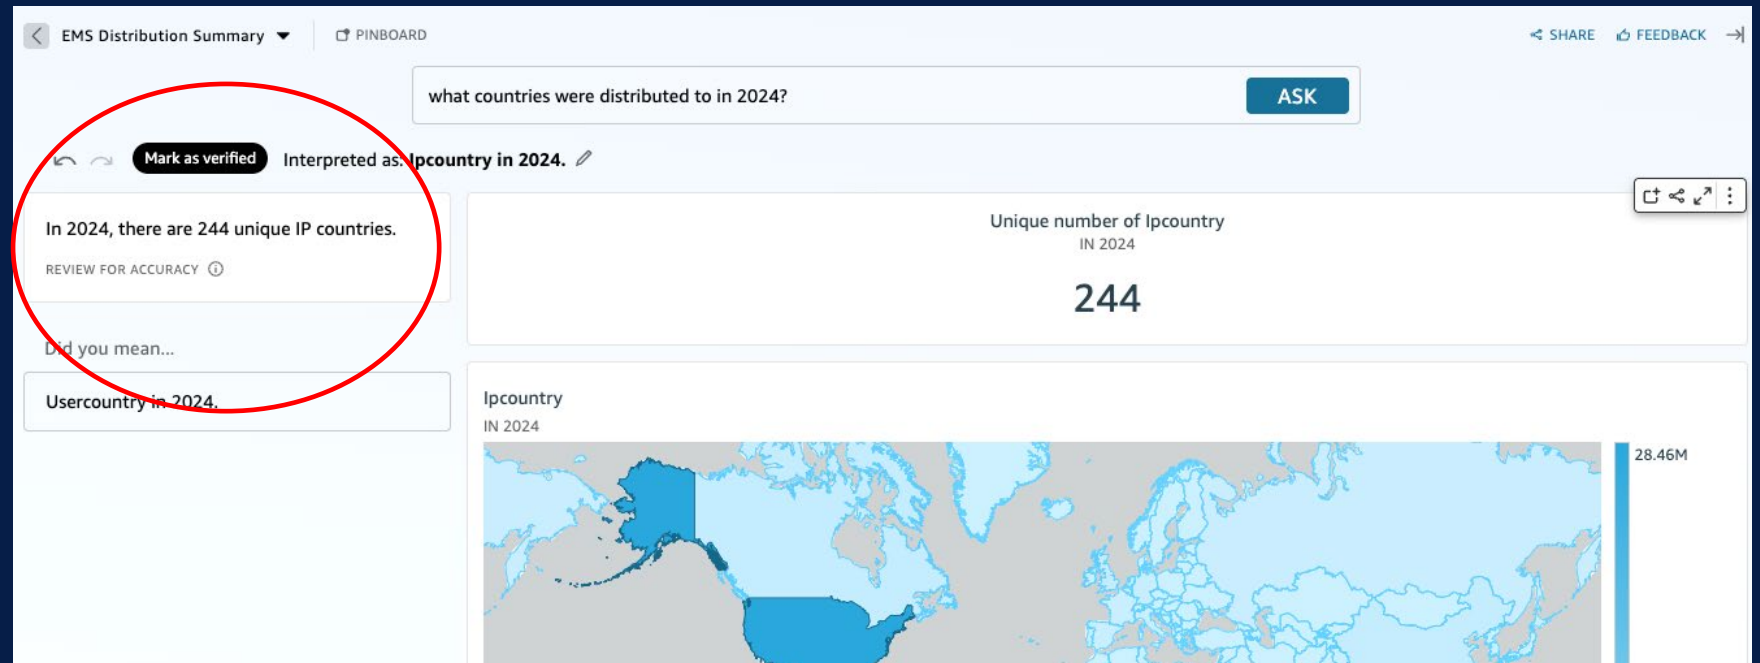 EMS Distribution Summary
PINBOARD
SHARE
FEEDBACK
what countries were distributed to in 2024?
ASK
Mark as verified
Interpreted as: Ipcountry in 2024.
In 2024, there are 244 unique IP countries.
REVIEW FOR ACCURACY
Did you mean...
Usercountry in 2024.
Unique number of Ipcountry
IN 2024
244
Ipcountry
IN 2024
28.46M